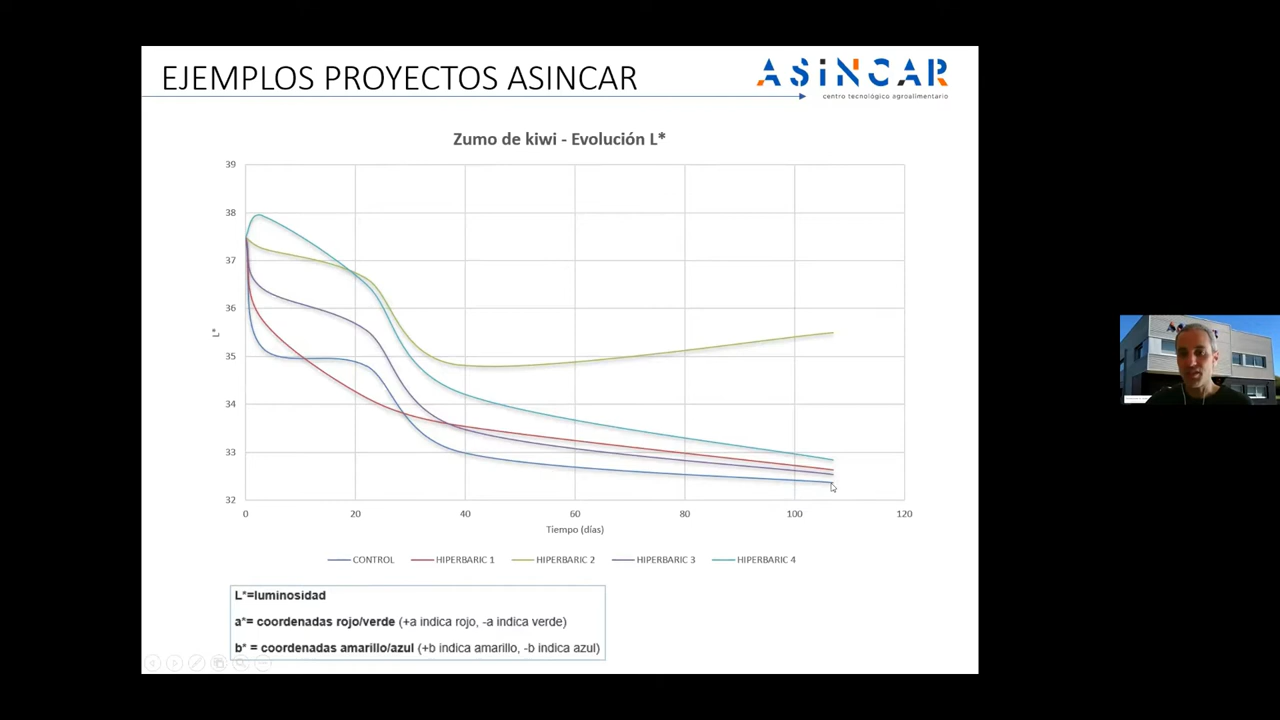 EJEMPLOS PROYECTOS ASINCAR
ASINCAR
centro tecnológico agroalimentario
Zumo de kiwi - Evolución L*
39
38
37
36
35
34
33
32
L*
0 20 40 60 80 100 120
Tiempo (días)
CONTROL HIPERBARIC 1 HIPERBARIC 2 HIPERBARIC 3 HIPERBARIC 4
L*=luminosidad
a*= coordenadas rojo/verde (+a indica rojo, -a indica verde)
b* = coordenadas amarillo/azul (+b indica amarillo, -b indica azul)